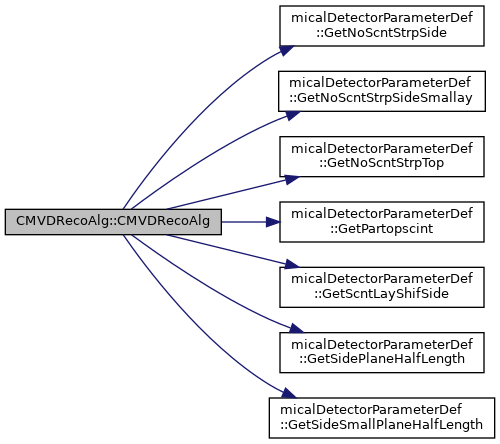 micalDetectorParameterDef
::GetNoScntStrpSide
micalDetectorParameterDef
::GetNoScntStrpSideSmallay
micalDetectorParameterDef
::GetNoScntStrpTop
CMVDRecoAlg::CMVDRecoAlg
micalDetectorParameterDef
::GetPartopscint
micalDetectorParameterDef
::GetScntLayShifSide
micalDetectorParameterDef
::GetSidePlaneHalfLength
micalDetectorParameterDef
::GetSideSmallPlaneHalfLength